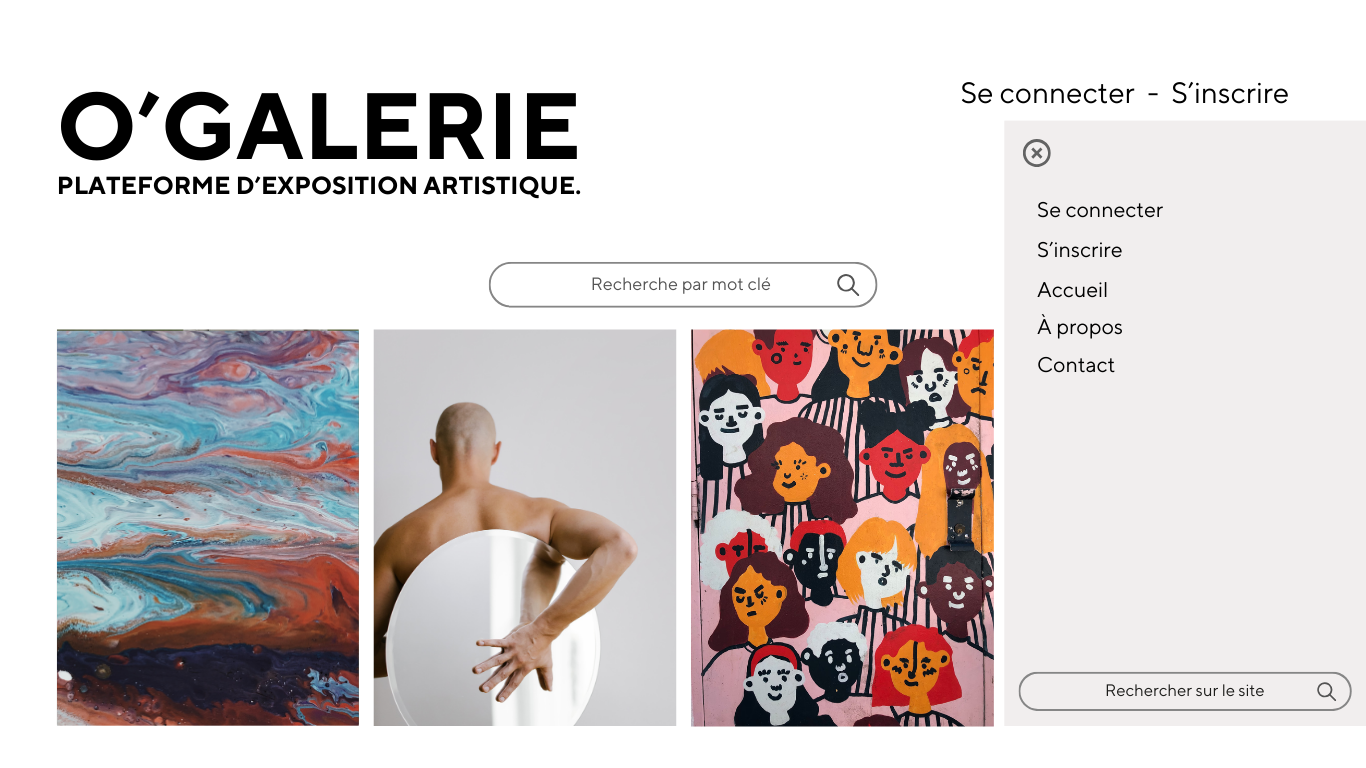 O’GALERIE
PLATEFORME D’EXPOSITION ARTISTIQUE.
Se connecter - S’inscrire
Se connecter
S’inscrire
Accueil
À propos
Contact
Recherche par mot clé
Rechercher sur le site